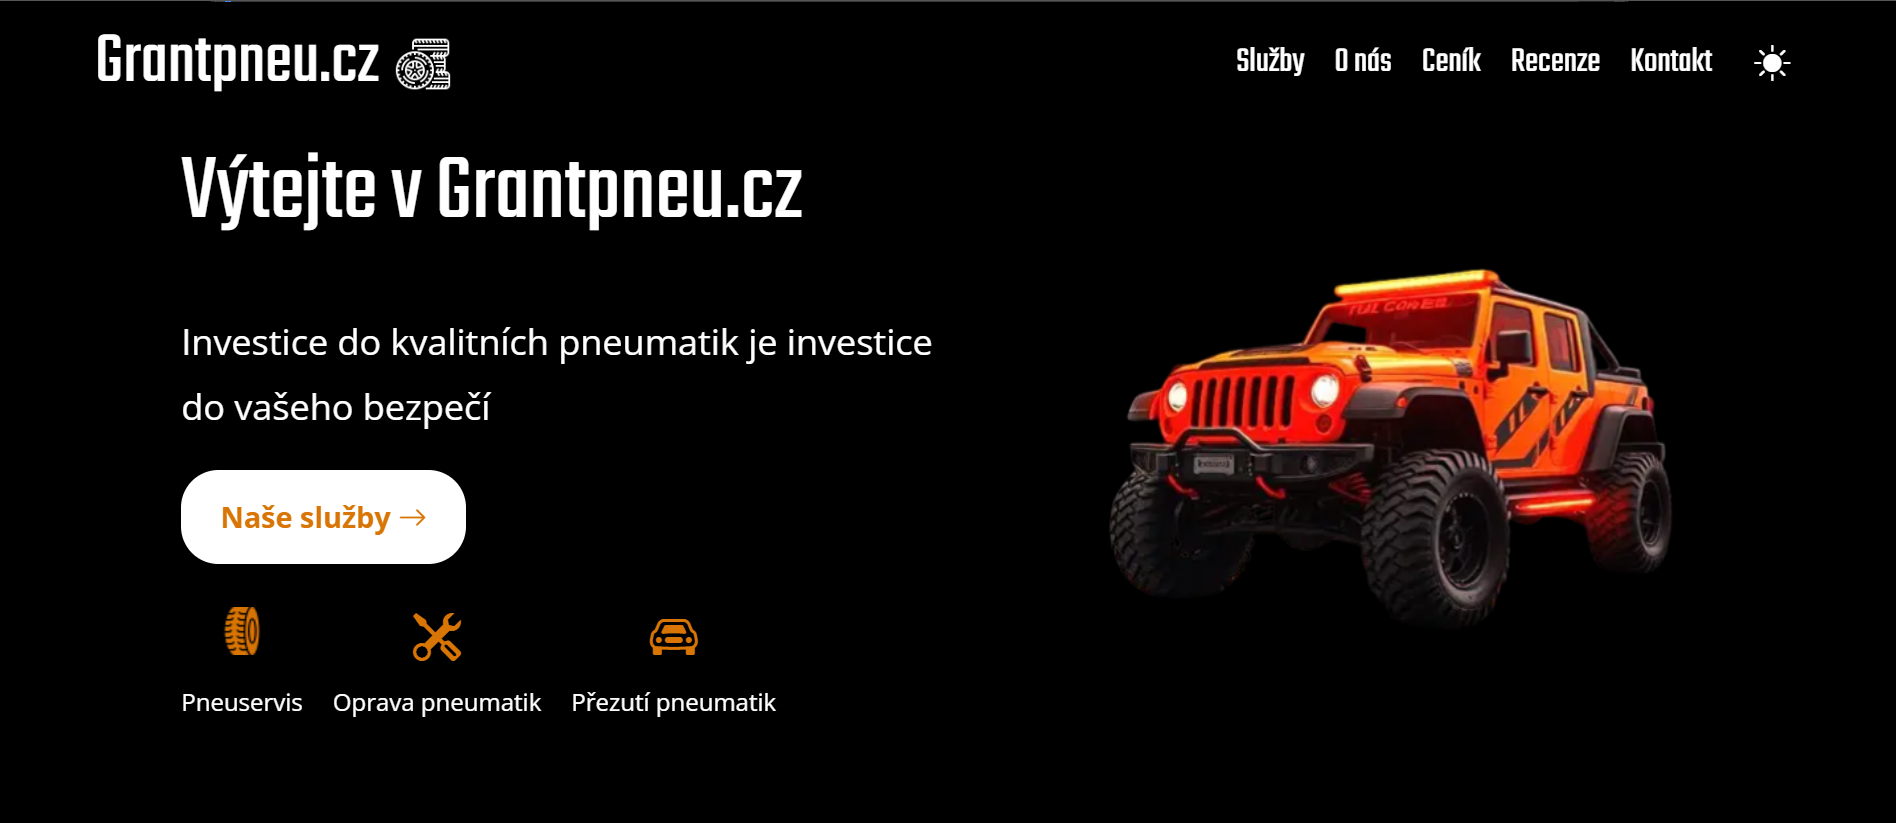 Grantpneu.cz
Služby O nás Ceník Recenze Kontakt
Výtejte v Grantpneu.cz
Investice do kvalitních pneumatik je investice
do vašeho bezpečí
Naše služby
Pneuservis Oprava pneumatik Přezutí pneumatik